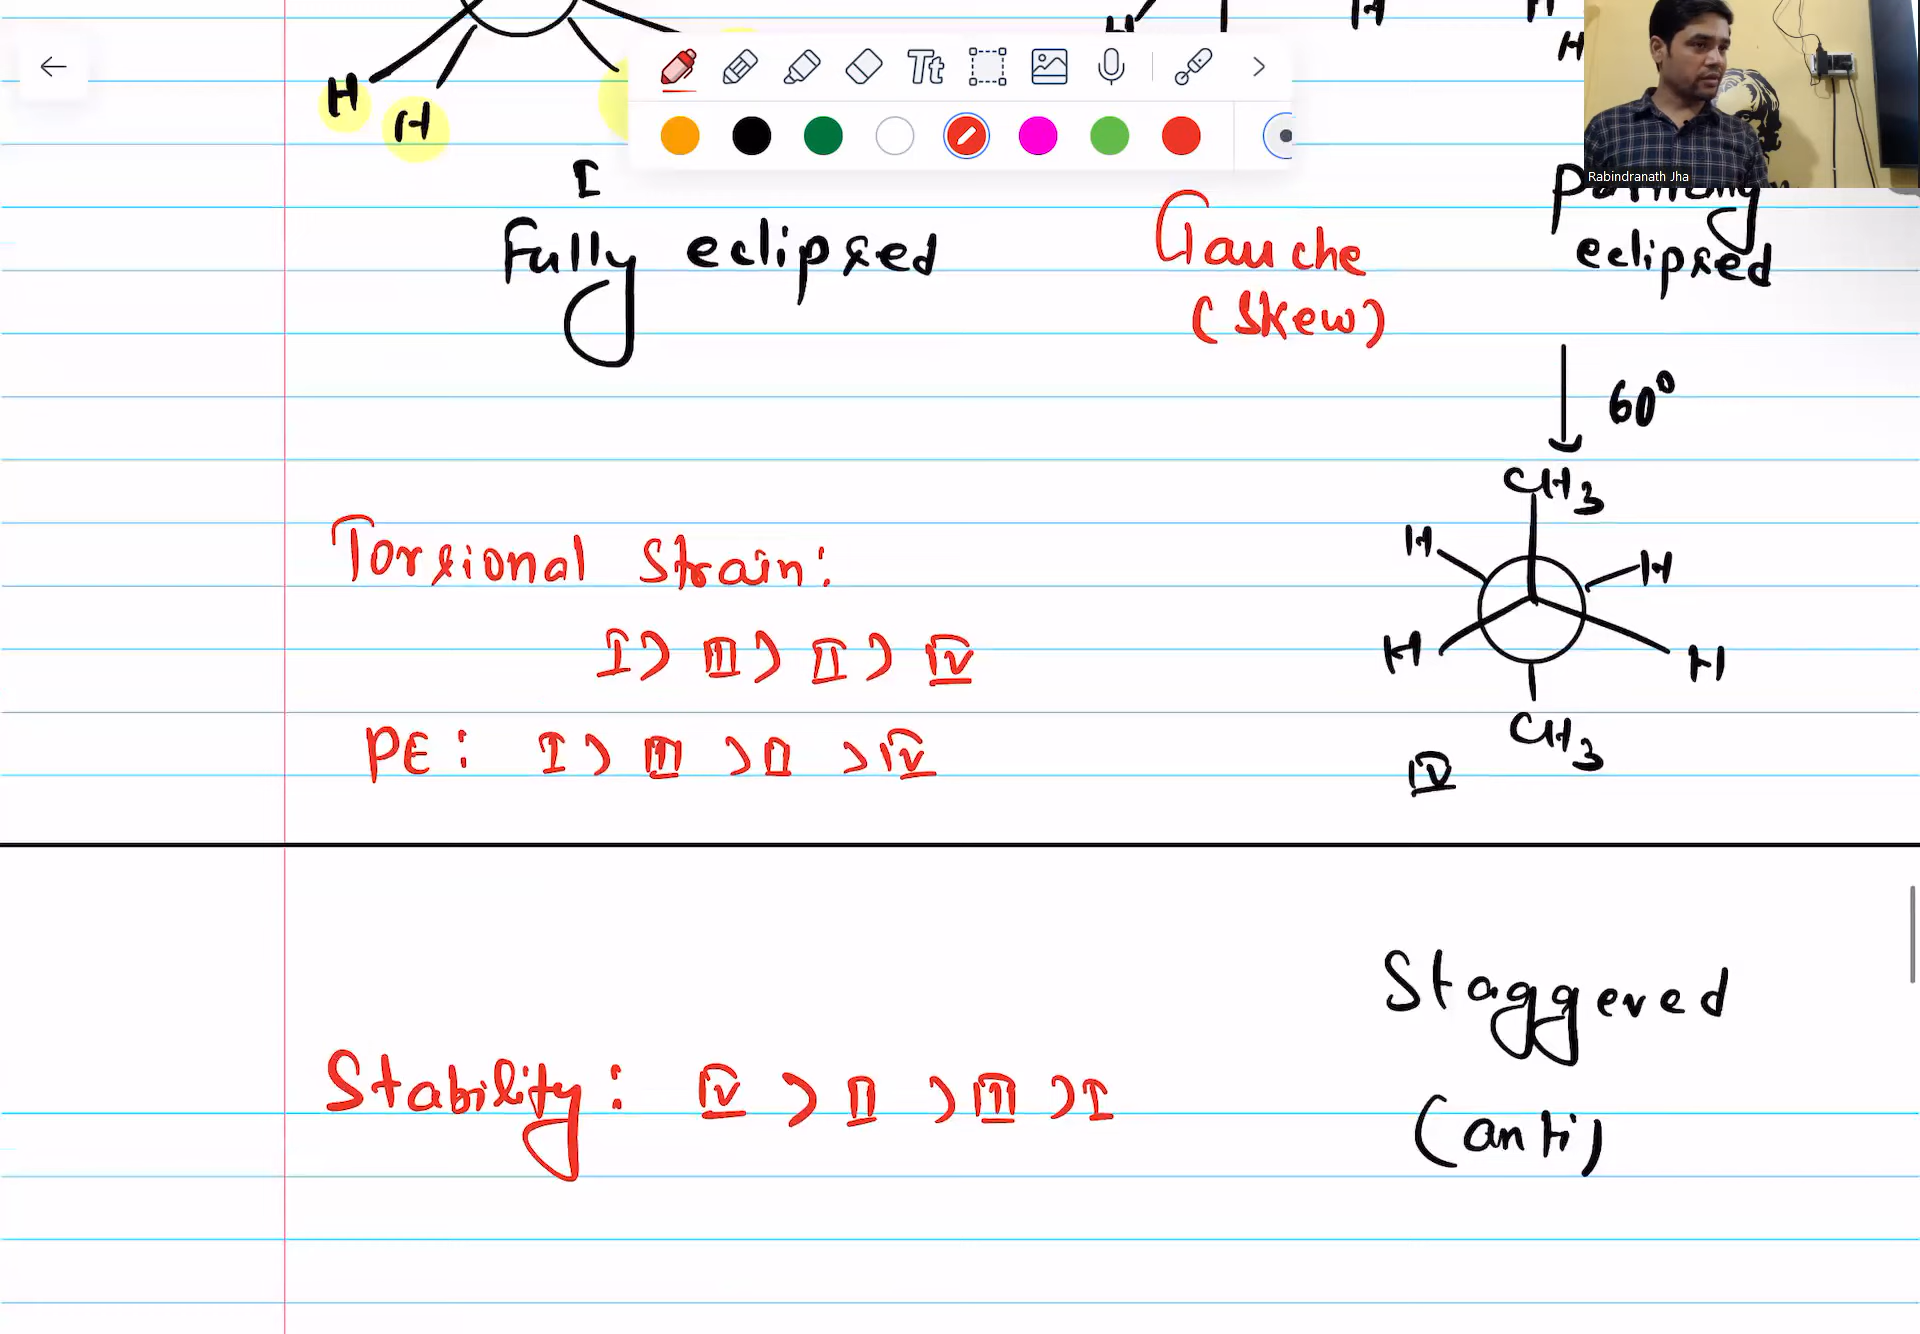 H
H
H
H
H
Tt
Rabindranath Jha
I
Fully eclipsed
Gauche
(Skew)
eclipsed
60°
CH3
H
H
H
H
CH3
IV
Torsional Strain:
I > III > II > IV
PE: I > III > II > IV
Staggered
(anti)
Stability: IV > II > III > I